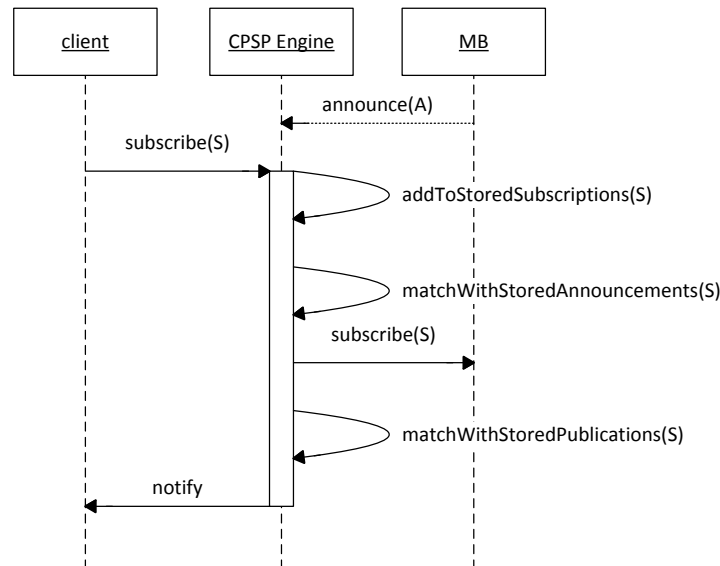 client
CPSP Engine
MB
announce(A)
subscribe(S)
addToStoredSubscriptions(S)
matchWithStoredAnnouncements(S)
subscribe(S)
matchWithStoredPublications(S)
notify